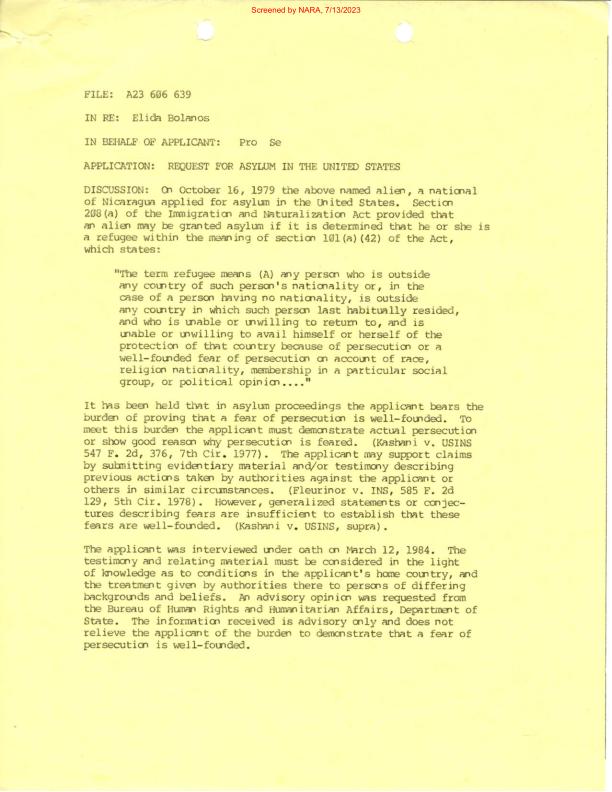 Screened by NARA, 7/13/2023
FILE: A23 606 639
IN RE: Elida Bolanos
IN BEHALF OF APPLICANT: Pro Se
APPLICATION: REQUEST FOR ASYLUM IN THE UNITED STATES
DISCUSSION: On October 16, 1979 the above named alien, a national
of Nicaragua applied for asylum in the United States. Section
208(a) of the Immigration and Naturalization Act provided that
an alien may be granted asylum if it is determined that he or she is
a refugee within the meaning of section 101(a)(42) of the Act,
which states:
"The term refugee means (A) any person who is outside
any country of such person's nationality or, in the
case of a person having no nationality, is outside
any country in which such person last habitually resided,
and who is unable or unwilling to return to, and is
unable or unwilling to avail himself or herself of the
protection of that country because of persecution or a
well-founded fear of persecution on account of race,
religion nationality, membership in a particular social
group, or political opinion...."
It has been held that in asylum proceedings the applicant bears the
burden of proving that a fear of persecution is well-founded. To
meet this burden the applicant must demonstrate actual persecution
or show good reason why persecution is feared. (Kashani v. USINS
547 F. 2d, 376, 7th Cir. 1977). The applicant may support claims
by submitting evidentiary material and/or testimony describing
previous actions taken by authorities against the applicant or
others in similar circumstances. (Fleurinor v. INS, 585 F. 2d
129, 5th Cir. 1978). However, generalized statements or conjec-
tures describing fears are insufficient to establish that these
fears are well-founded. (Kashani v. USINS, supra).
The applicant was interviewed under oath on March 12, 1984. The
testimony and relating material must be considered in the light
of knowledge as to conditions in the applicant's home country, and
the treatment given by authorities there to persons of differing
backgrounds and beliefs. An advisory opinion was requested from
the Bureau of Human Rights and Humanitarian Affairs, Department of
State. The information received is advisory only and does not
relieve the applicant of the burden to demonstrate that a fear of
persecution is well-founded.